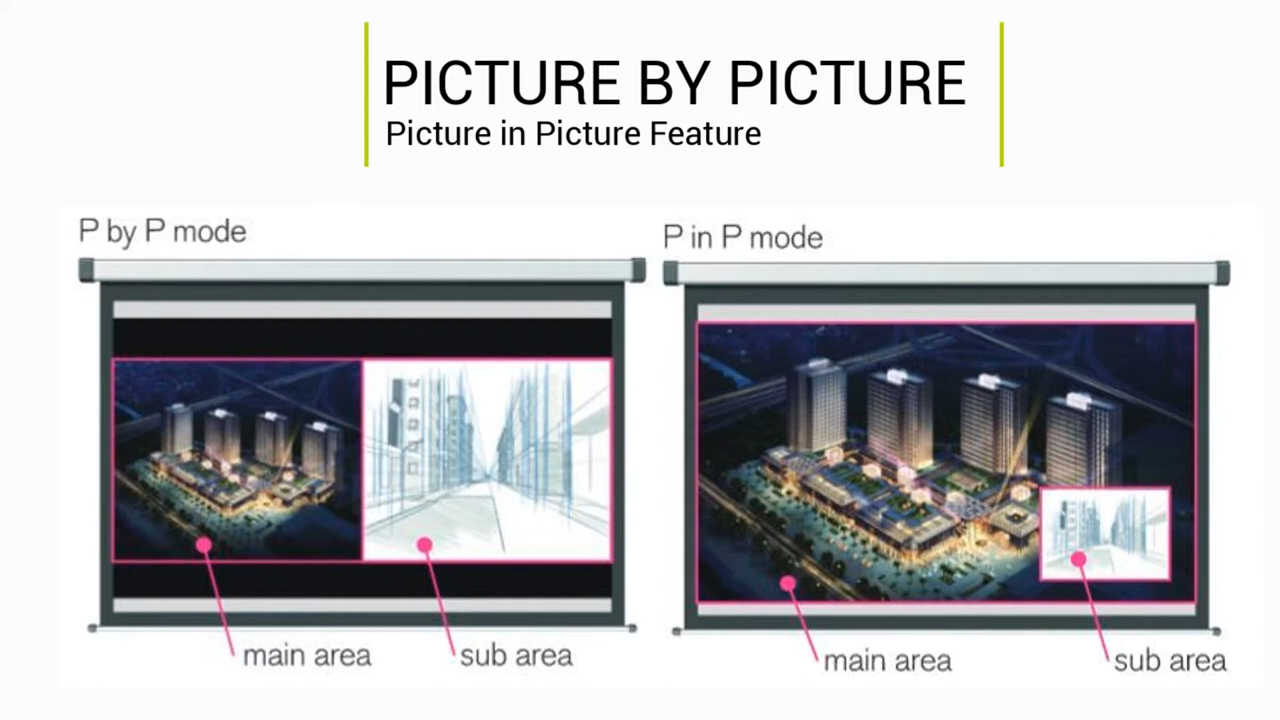 PICTURE BY PICTURE
Picture in Picture Feature
P by P mode
main area
sub area
P in P mode
main area
sub area